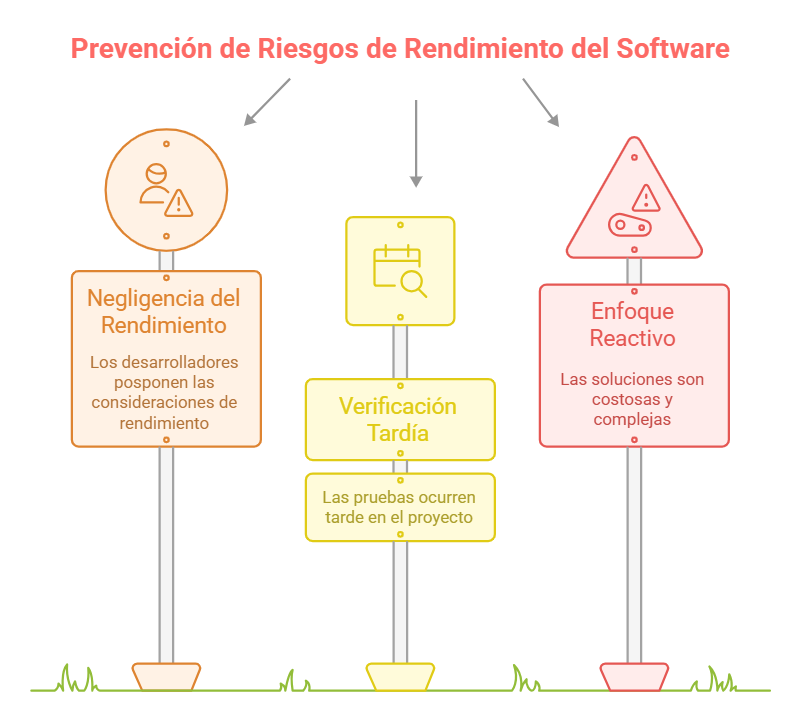 Prevención de Riesgos de Rendimiento del Software
Negligencia del
Rendimiento
Los desarrolladores
posponen las
consideraciones de
rendimiento
Verificación
Tardía
Las pruebas ocurren
tarde en el proyecto
Enfoque
Reactivo
Las soluciones son
costosas y
complejas